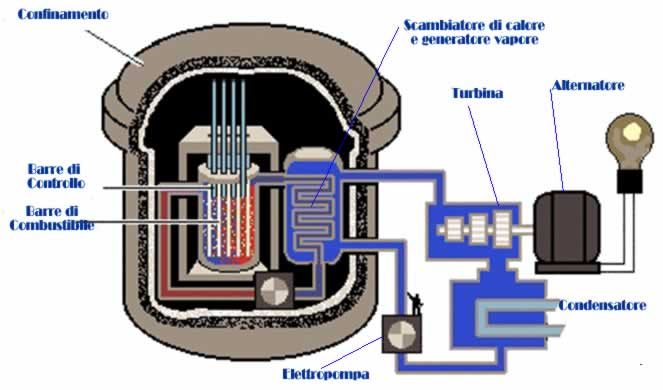 Confinamento
Scambiatore di calore
e generatore vapore
Turbina
Alternatore
Barre di
Controllo
Barre di
Combustibile
Condensatore
Elettropompa